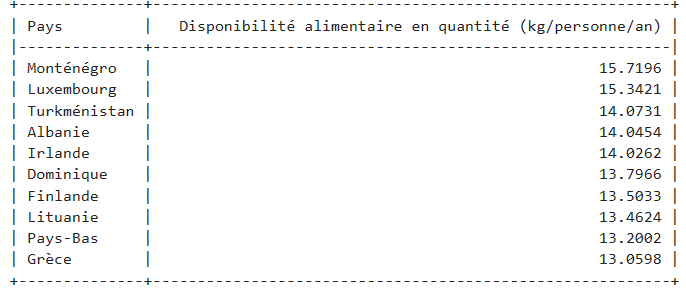 Pays Disponibilité alimentaire en quantité (kg/personne/an)
Monténégro 15.7196
Luxembourg 15.3421
Turkménistan 14.0731
Albanie 14.0454
Irlande 14.0262
Dominique 13.7966
Finlande 13.5033
Lituanie 13.4624
Pays-Bas 13.2002
Grèce 13.0598